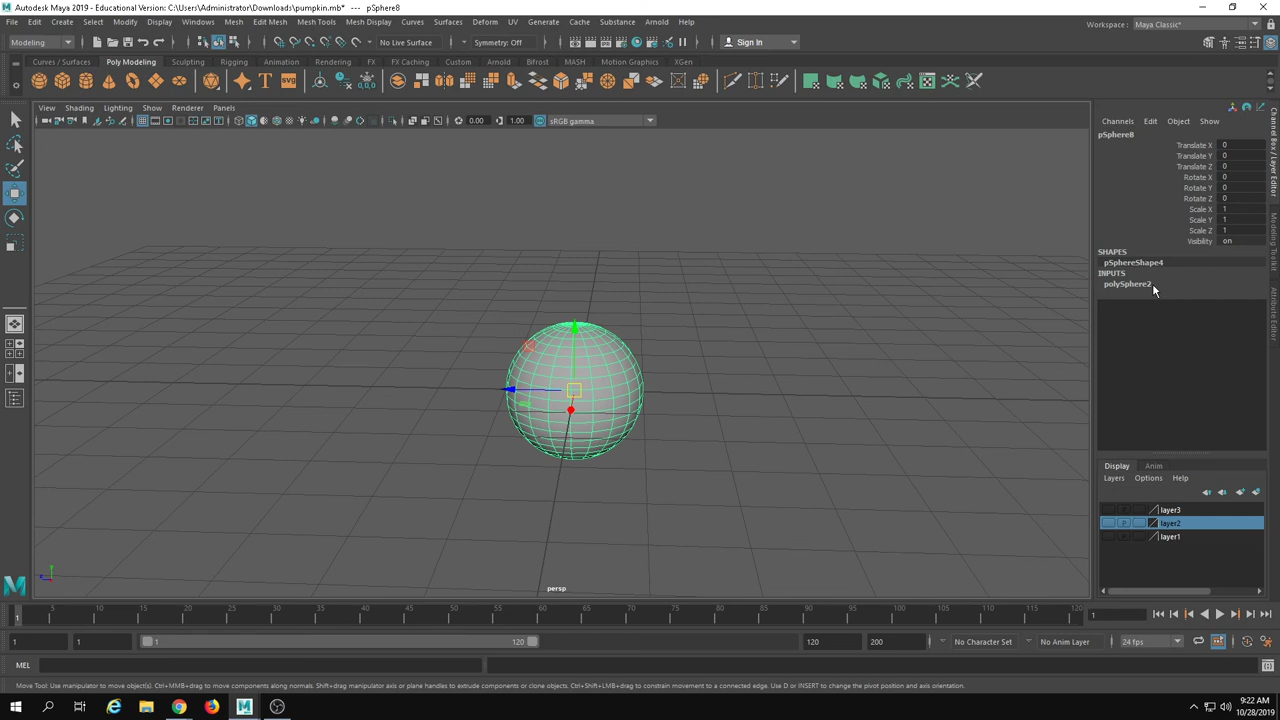 Autodesk Maya 2019 - Educational Version: C:\Users\Administrator\Downloads\pumpkin.mb* --- pSphere8
File Edit Create Select Modify Display Windows Mesh Edit Mesh Mesh Tools Mesh Display Curves Surfaces Deform UV Generate Cache Substance Arnold Help
Workspace : Maya Classic*
Modeling No Live Surface Symmetry: Off Sign In
Curves / Surfaces Poly Modeling Sculpting Rigging Animation Rendering FX FX Caching Custom Arnold Bifrost MASH Motion Graphics XGen
View Shading Lighting Show Renderer Panels
0.00 1.00 sRGB gamma
Channels Edit Object Show
pSphere8
Translate X 0
Translate Y 0
Translate Z 0
Rotate X 0
Rotate Y 0
Rotate Z 0
Scale X 1
Scale Y 1
Scale Z 1
Visibility on
SHAPES
pSphereShape4
INPUTS
polySphere2
Channel Box / Layer Editor
Modeling Toolkit
Attribute Editor
Display Anim
Layers Options Help
layer3
layer2
layer1
persp
5 10 15 20 25 30 35 40 45 50 55 60 65 70 75 80 85 90 95 100 105 110 115 120
1
1
1 1 120 120 200 No Character Set No Anim Layer 24 fps
MEL
Move Tool: Use manipulator to move object(s). Ctrl+MMB+drag to move components along normals. Shift+drag manipulator axis or plane handles to extrude components or clone objects. Ctrl+Shift+LMB+drag to constrain movement to a connected edge. Use D or INSERT to change the pivot position and axis orientation.
9:22 AM
10/28/2019